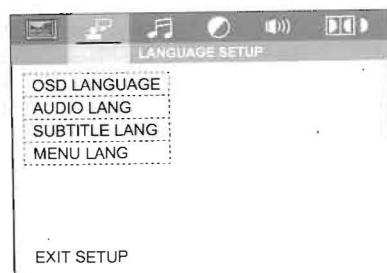 LANGUAGE SETUP
OSD LANGUAGE
AUDIO LANG
SUBTITLE LANG
MENU LANG
EXIT SETUP